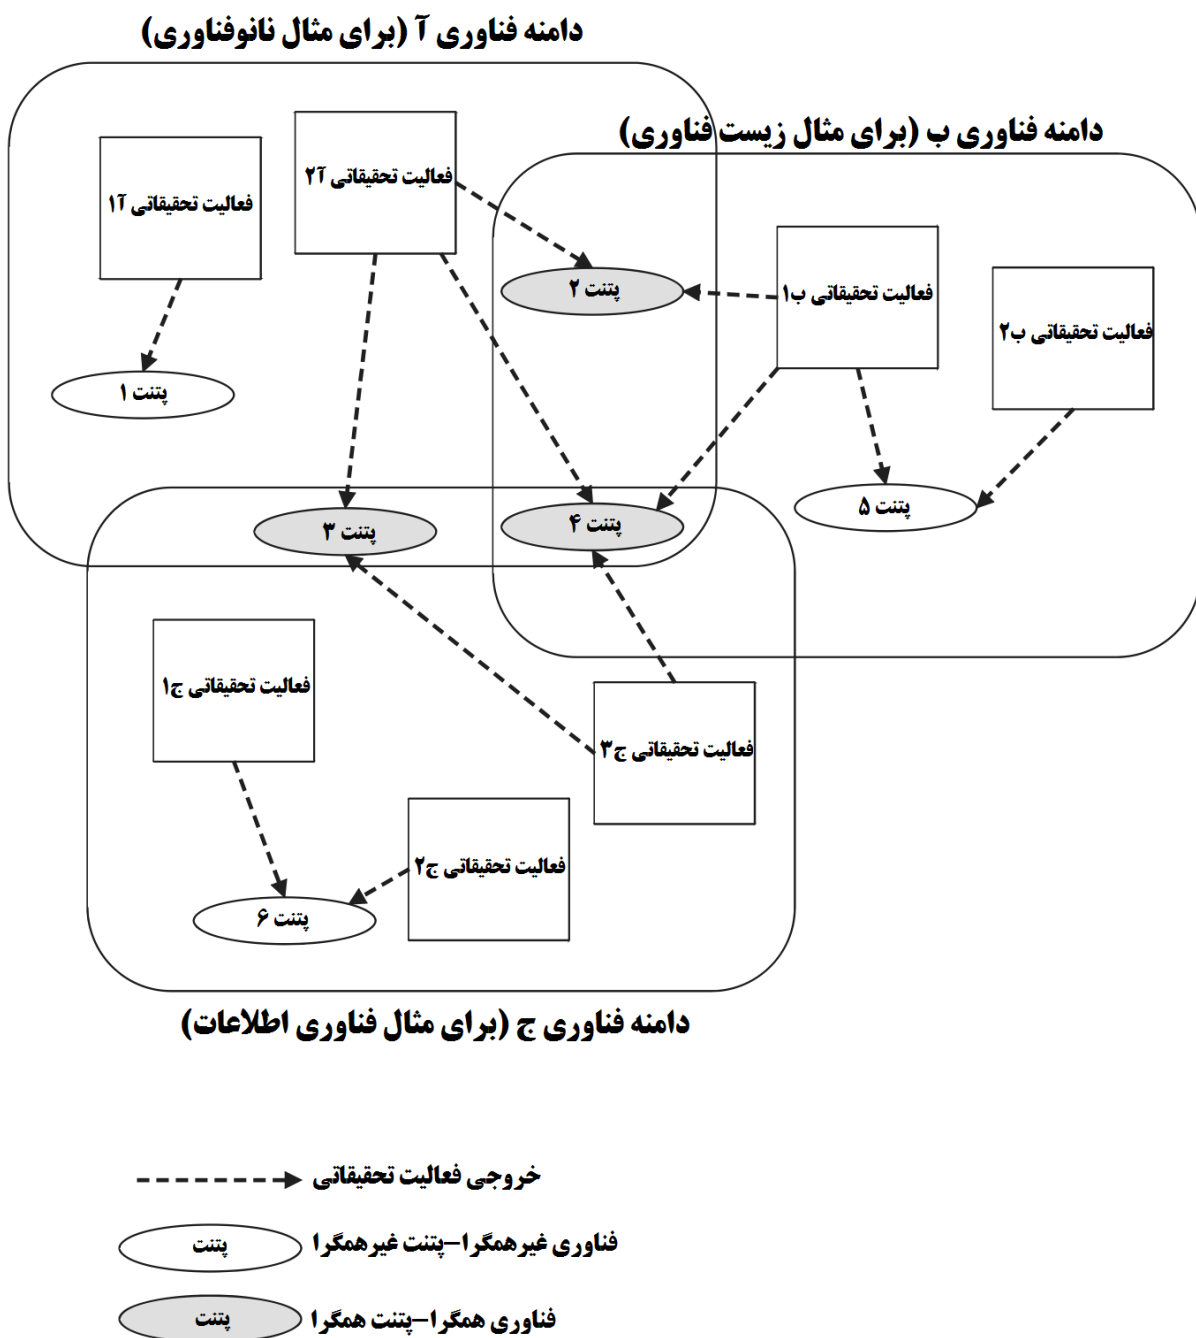 دامنه فناوری آ (برای مثال نانوفناوری)
دامنه فناوری ب (برای مثال زیست فناوری)
فعالیت تحقیقاتی آ۲
فعالیت تحقیقاتی آ۱
فعالیت تحقیقاتی ب۱
پتنت ۲
فعالیت تحقیقاتی ب۲
پتنت ۱
پتنت ۵
پتنت ۴
پتنت ۳
فعالیت تحقیقاتی ج۱
فعالیت تحقیقاتی ج۳
فعالیت تحقیقاتی ج۲
پتنت ۶
دامنه فناوری ج (برای مثال فناوری اطلاعات)
خروجی فعالیت تحقیقاتی
فناوری غیرهمگرا-پتنت غیرهمگرا
پتنت
فناوری همگرا-پتنت همگرا
پتنت